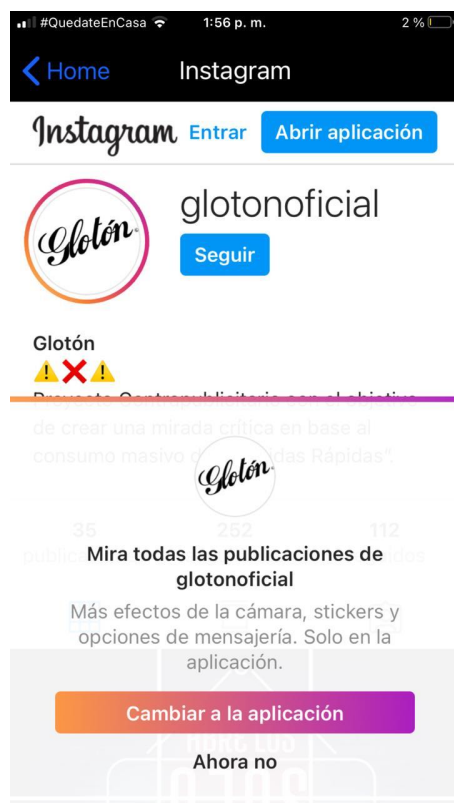 #QuedateEnCasa 1:56 p. m. 2 %
Home Instagram
Instagram Entrar Abrir aplicación
Glotón
glotonoficial
Seguir
Glotón
Proyecto Contrapublicitario con el objetivo
de crear una mirada crítica en base al
consumo masivo de das Rápidas".
Glotón
35 252 112
Mira todas las publicaciones de
glotonoficial
Más efectos de la cámara, stickers y
opciones de mensajería. Solo en la
aplicación.
Cambiar a la aplicación
Ahora no